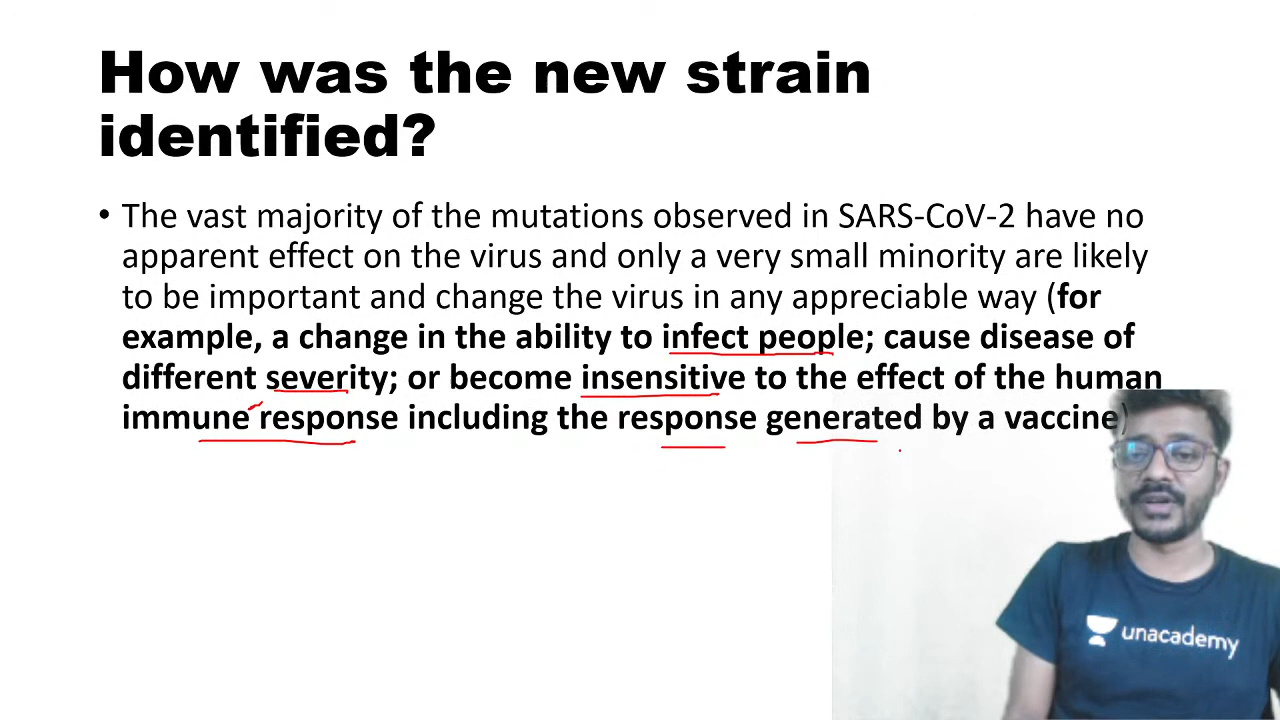 How was the new strain
identified?
• The vast majority of the mutations observed in SARS-CoV-2 have no
apparent effect on the virus and only a very small minority are likely
to be important and change the virus in any appreciable way (for
example, a change in the ability to infect people; cause disease of
different severity; or become insensitive to the effect of the human
immune response including the response generated by a vaccine)
unacademy